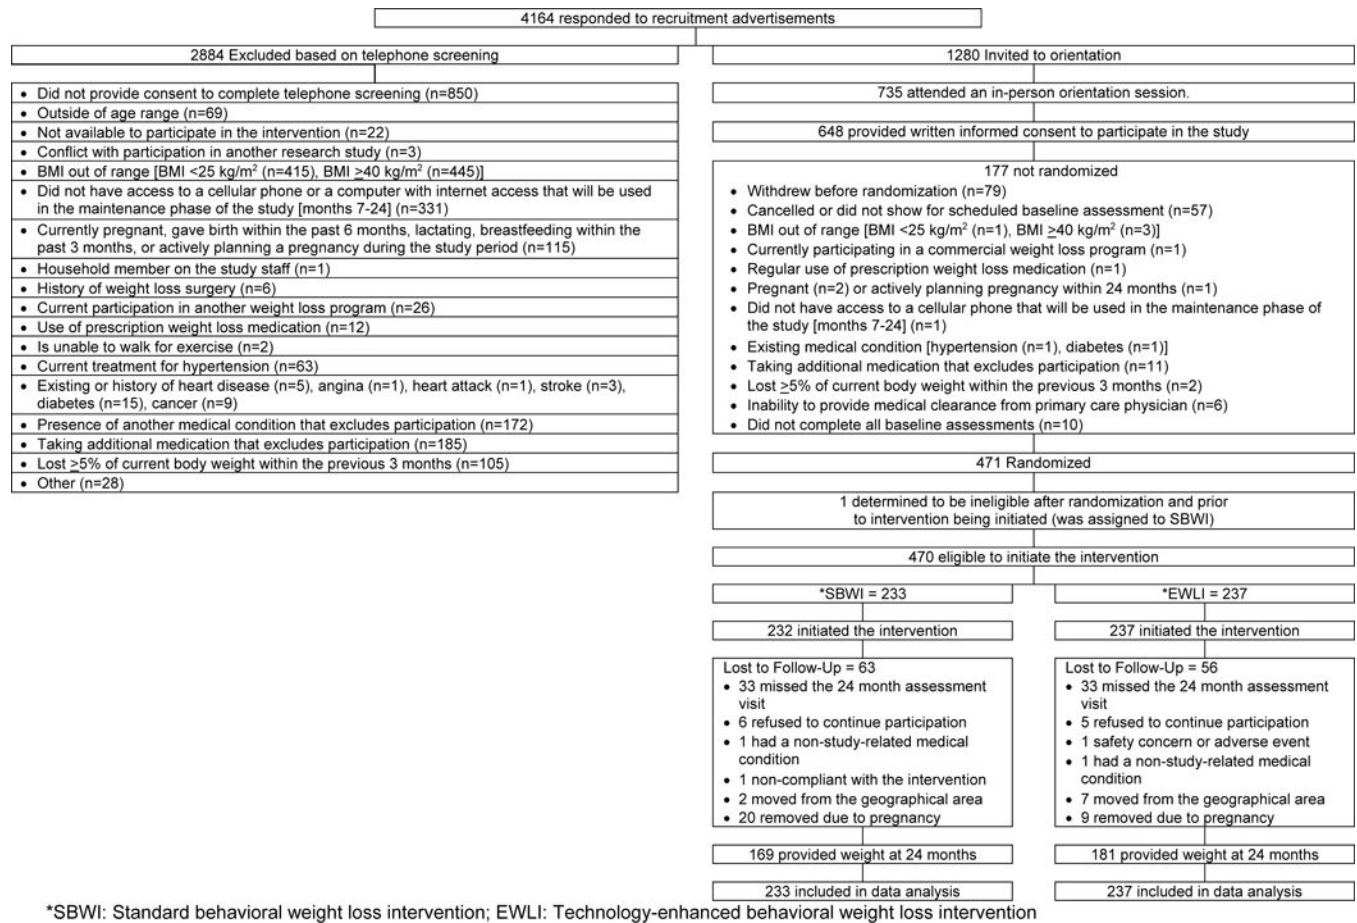 4164 responded to recruitment advertisements
2884 Excluded based on telephone screening
• Did not provide consent to complete telephone screening (n=850)
• Outside of age range (n=69)
• Not available to participate in the intervention (n=22)
• Conflict with participation in another research study (n=3)
• BMI out of range [BMI <25 kg/m² (n=415), BMI ≥40 kg/m² (n=445)]
• Did not have access to a cellular phone or a computer with internet access that will be used
in the maintenance phase of the study [months 7-24] (n=331)
• Currently pregnant, gave birth within the past 6 months, lactating, breastfeeding within the
past 3 months, or actively planning a pregnancy during the study period (n=115)
• Household member on the study staff (n=1)
• History of weight loss surgery (n=6)
• Current participation in another weight loss program (n=26)
• Use of prescription weight loss medication (n=12)
• Is unable to walk for exercise (n=2)
• Current treatment for hypertension (n=63)
• Existing or history of heart disease (n=5), angina (n=1), heart attack (n=1), stroke (n=3),
diabetes (n=15), cancer (n=9)
• Presence of another medical condition that excludes participation (n=172)
• Taking additional medication that excludes participation (n=185)
• Lost ≥5% of current body weight within the previous 3 months (n=105)
• Other (n=28)
1280 Invited to orientation
735 attended an in-person orientation session.
648 provided written informed consent to participate in the study
177 not randomized
• Withdrew before randomization (n=79)
• Cancelled or did not show for scheduled baseline assessment (n=57)
• BMI out of range [BMI <25 kg/m² (n=1), BMI ≥40 kg/m² (n=3)]
• Currently participating in a commercial weight loss program (n=1)
• Regular use of prescription weight loss medication (n=1)
• Pregnant (n=2) or actively planning pregnancy within 24 months (n=1)
• Did not have access to a cellular phone that will be used in the maintenance phase of
the study [months 7-24] (n=1)
• Existing medical condition [hypertension (n=1), diabetes (n=1)]
• Taking additional medication that excludes participation (n=11)
• Lost ≥5% of current body weight within the previous 3 months (n=2)
• Inability to provide medical clearance from primary care physician (n=6)
• Did not complete all baseline assessments (n=10)
471 Randomized
1 determined to be ineligible after randomization and prior
to intervention being initiated (was assigned to SBWI)
470 eligible to initiate the intervention
*SBWI = 233
232 initiated the intervention
Lost to Follow-Up = 63
• 33 missed the 24 month assessment
visit
• 6 refused to continue participation
• 1 had a non-study-related medical
condition
• 1 non-compliant with the intervention
• 2 moved from the geographical area
• 20 removed due to pregnancy
169 provided weight at 24 months
233 included in data analysis
*EWLI = 237
237 initiated the intervention
Lost to Follow-Up = 56
• 33 missed the 24 month assessment
visit
• 5 refused to continue participation
• 1 safety concern or adverse event
• 1 had a non-study-related medical
condition
• 7 moved from the geographical area
• 9 removed due to pregnancy
181 provided weight at 24 months
237 included in data analysis
*SBWI: Standard behavioral weight loss intervention; EWLI: Technology-enhanced behavioral weight loss intervention